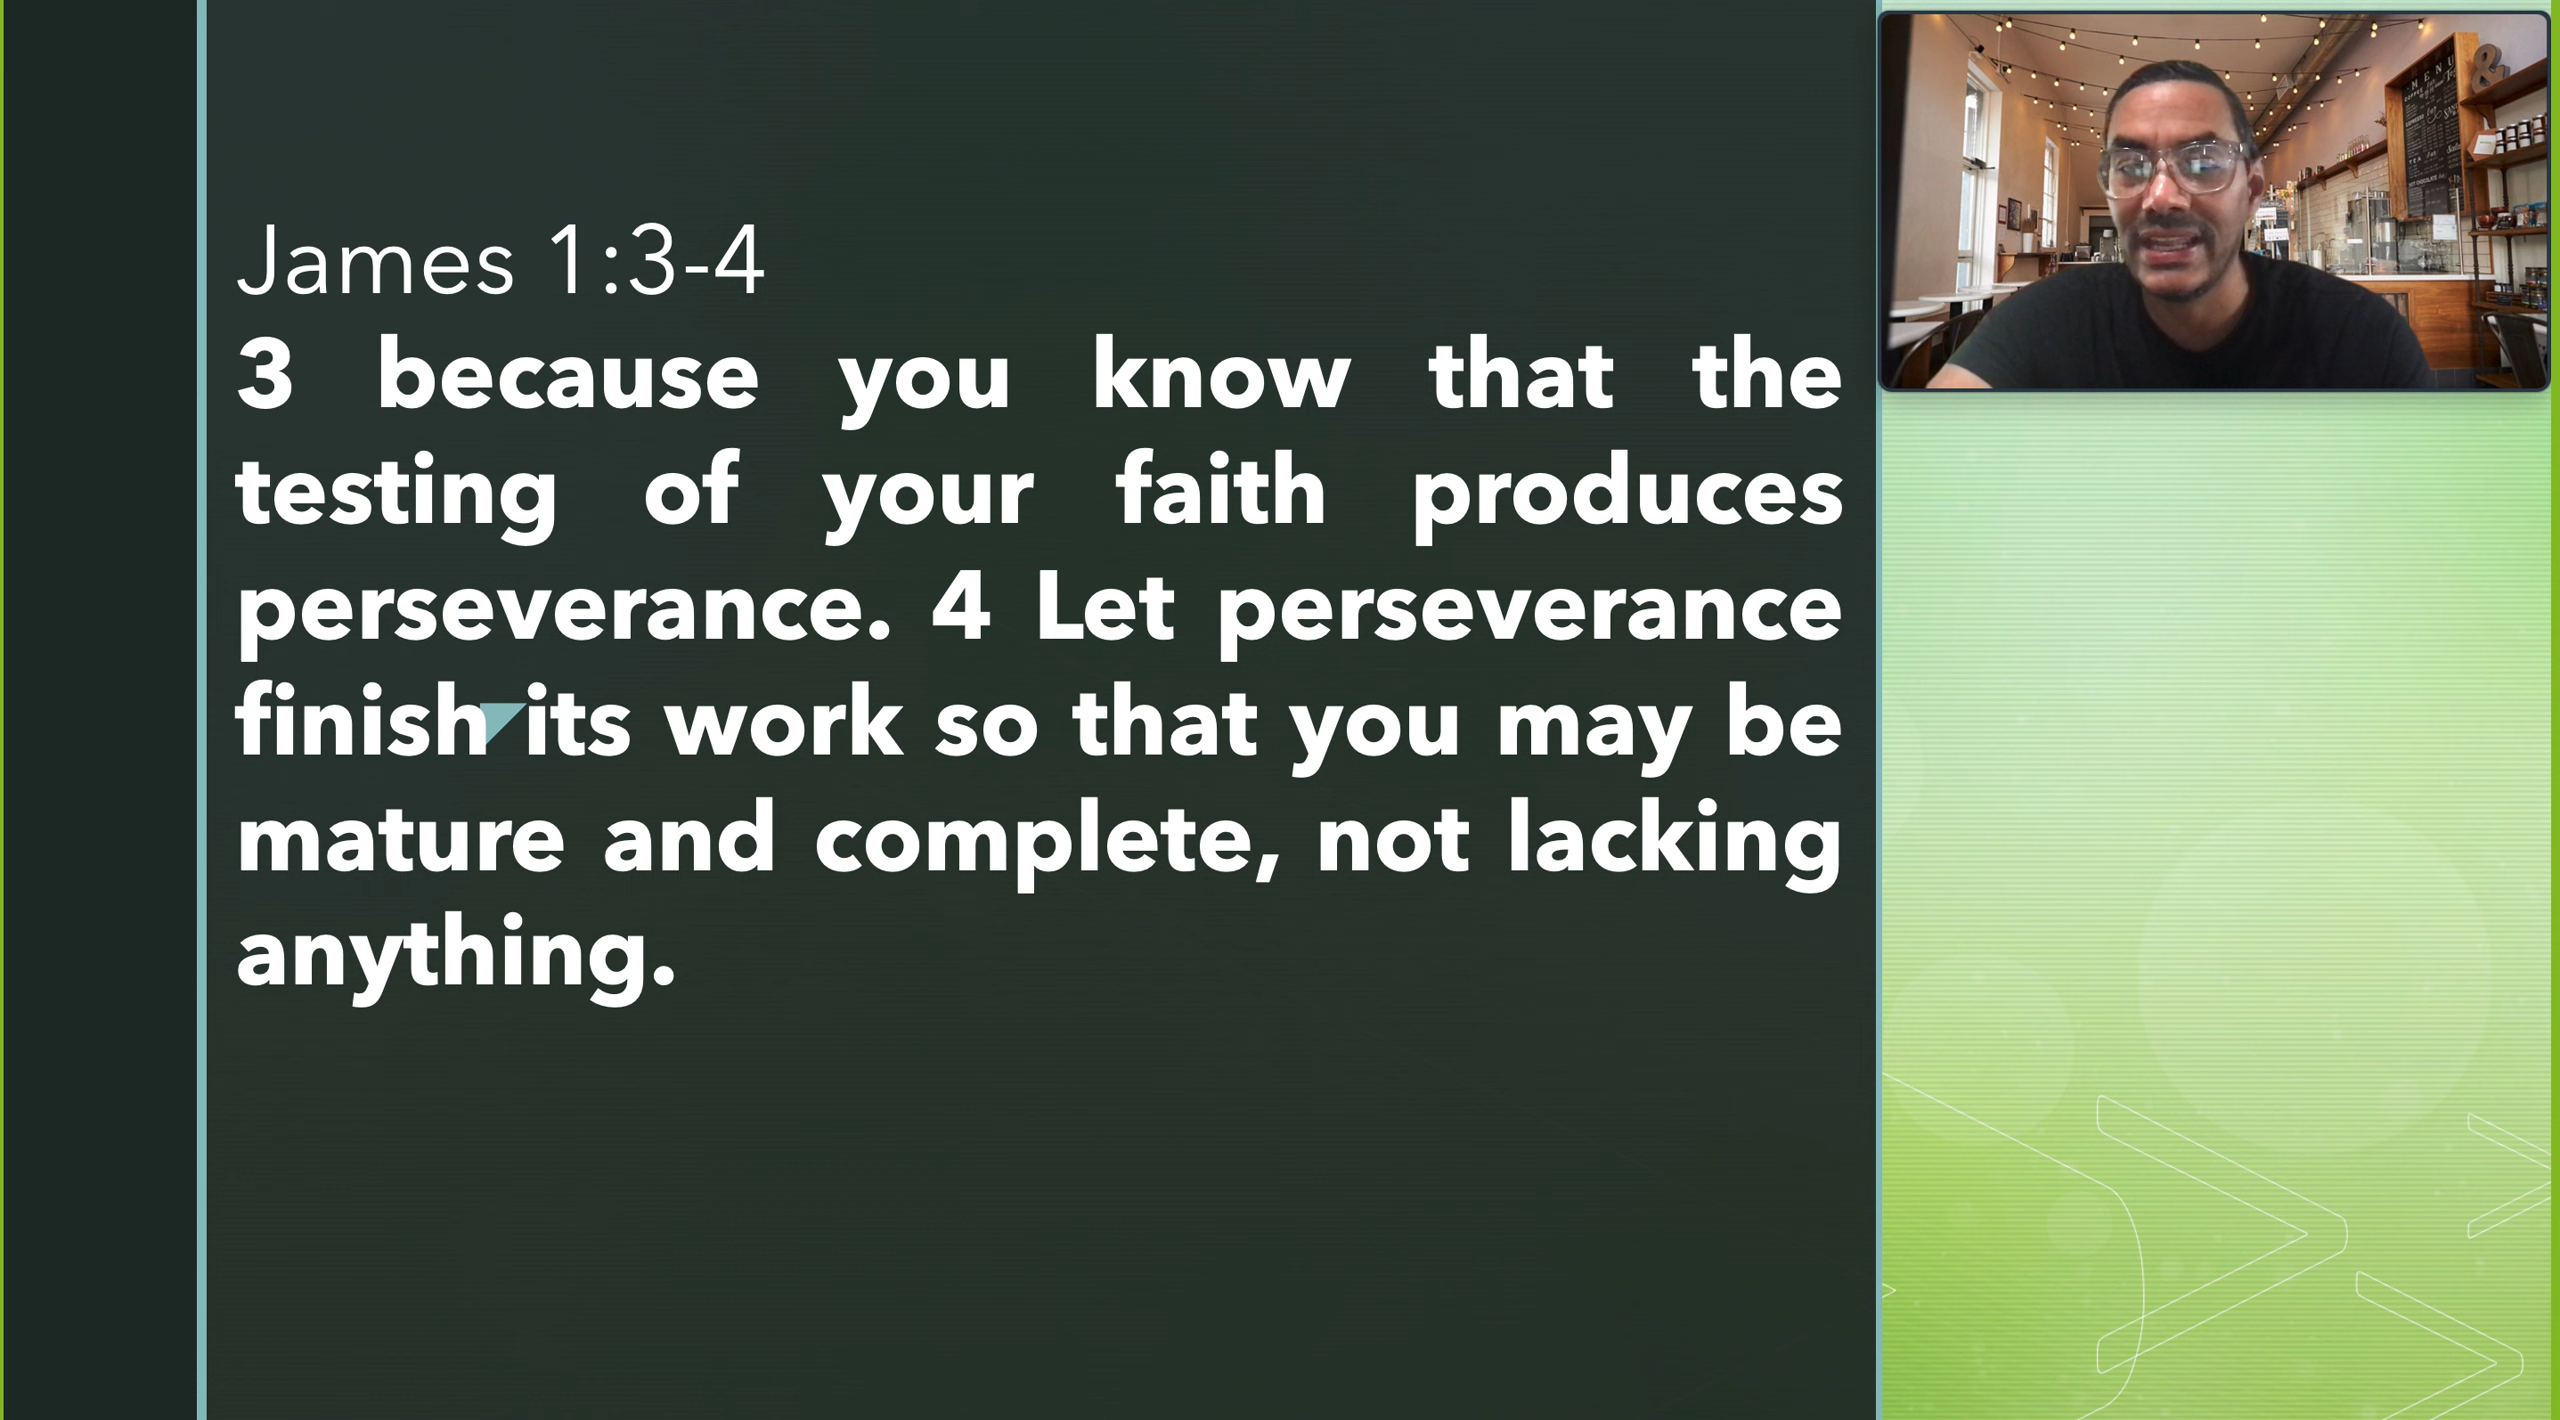 James 1:3-4
3 because you know that the
testing of your faith produces
perseverance. 4 Let perseverance
finish its work so that you may be
mature and complete, not lacking
anything.
MENU
&